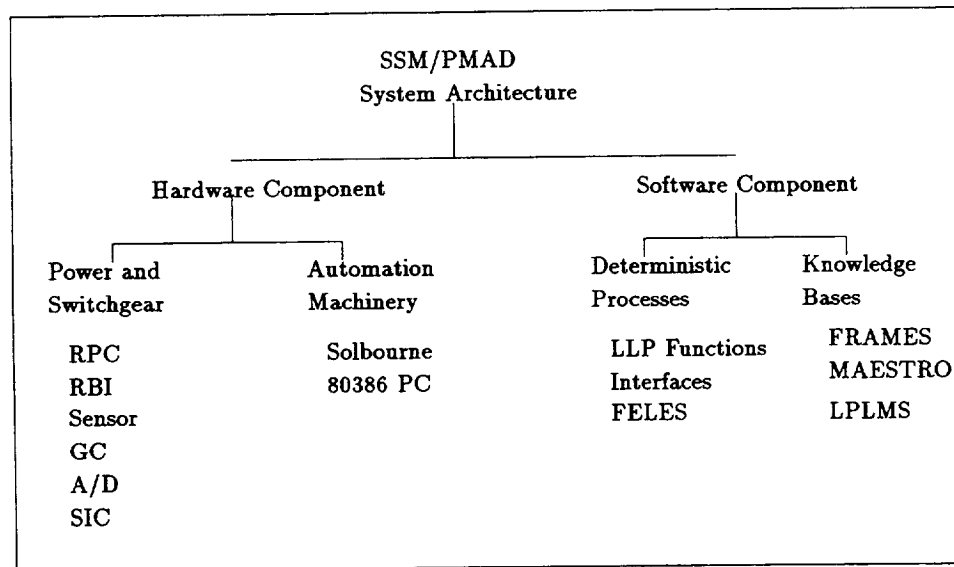 SSM/PMAD
System Architecture
Hardware Component
Software Component
Power and
Switchgear
Automation
Machinery
Deterministic
Processes
Knowledge
Bases
RPC
RBI
Sensor
GC
A/D
SIC
Solbourne
80386 PC
LLP Functions
Interfaces
FELES
FRAMES
MAESTRO
LPLMS